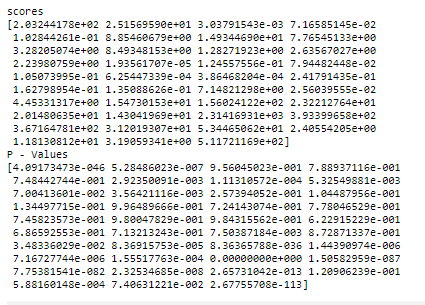 scores
[2.03244178e+02 2.51569590e+01 3.03791543e-03 7.16585145e-02
1.02844261e-01 8.85460679e+00 1.49344690e+01 7.76545133e+00
3.28205074e+00 8.49348153e+00 1.28271923e+00 2.63567027e+00
2.23980759e+00 1.93561707e-05 1.24557556e-01 7.94482448e-02
1.05073995e-01 6.25447339e-04 3.86468204e-04 2.41791435e-01
1.62798954e-01 1.35088626e-01 7.14821298e+00 2.56039555e-02
4.45331317e+00 1.54730153e+01 1.56024122e+02 2.32212764e+01
2.01480635e+01 1.43041969e+01 2.31416931e+03 3.93399658e+02
3.67164781e+02 3.12019307e+01 5.34465062e+01 2.40554205e+00
1.18130812e+01 3.19059341e+00 5.11721169e+02]
P - Values
[4.09173473e-046 5.28486023e-007 9.56045023e-001 7.88937116e-001
7.48442744e-001 2.92350091e-003 1.11310572e-004 5.32549881e-003
7.00413601e-002 3.56421116e-003 2.57394052e-001 1.04487956e-001
1.34497715e-001 9.96489666e-001 7.24143074e-001 7.78046529e-001
7.45823573e-001 9.80047829e-001 9.84315562e-001 6.22915229e-001
6.86592553e-001 7.13213243e-001 7.50387184e-003 8.72871337e-001
3.48336029e-002 8.36915753e-005 8.36365788e-036 1.44390974e-006
7.16727744e-006 1.55517763e-004 0.00000000e+000 1.50582959e-087
7.75381541e-082 2.32534685e-008 2.65731042e-013 1.20906239e-001
5.88160148e-004 7.40631221e-002 2.67755708e-113]